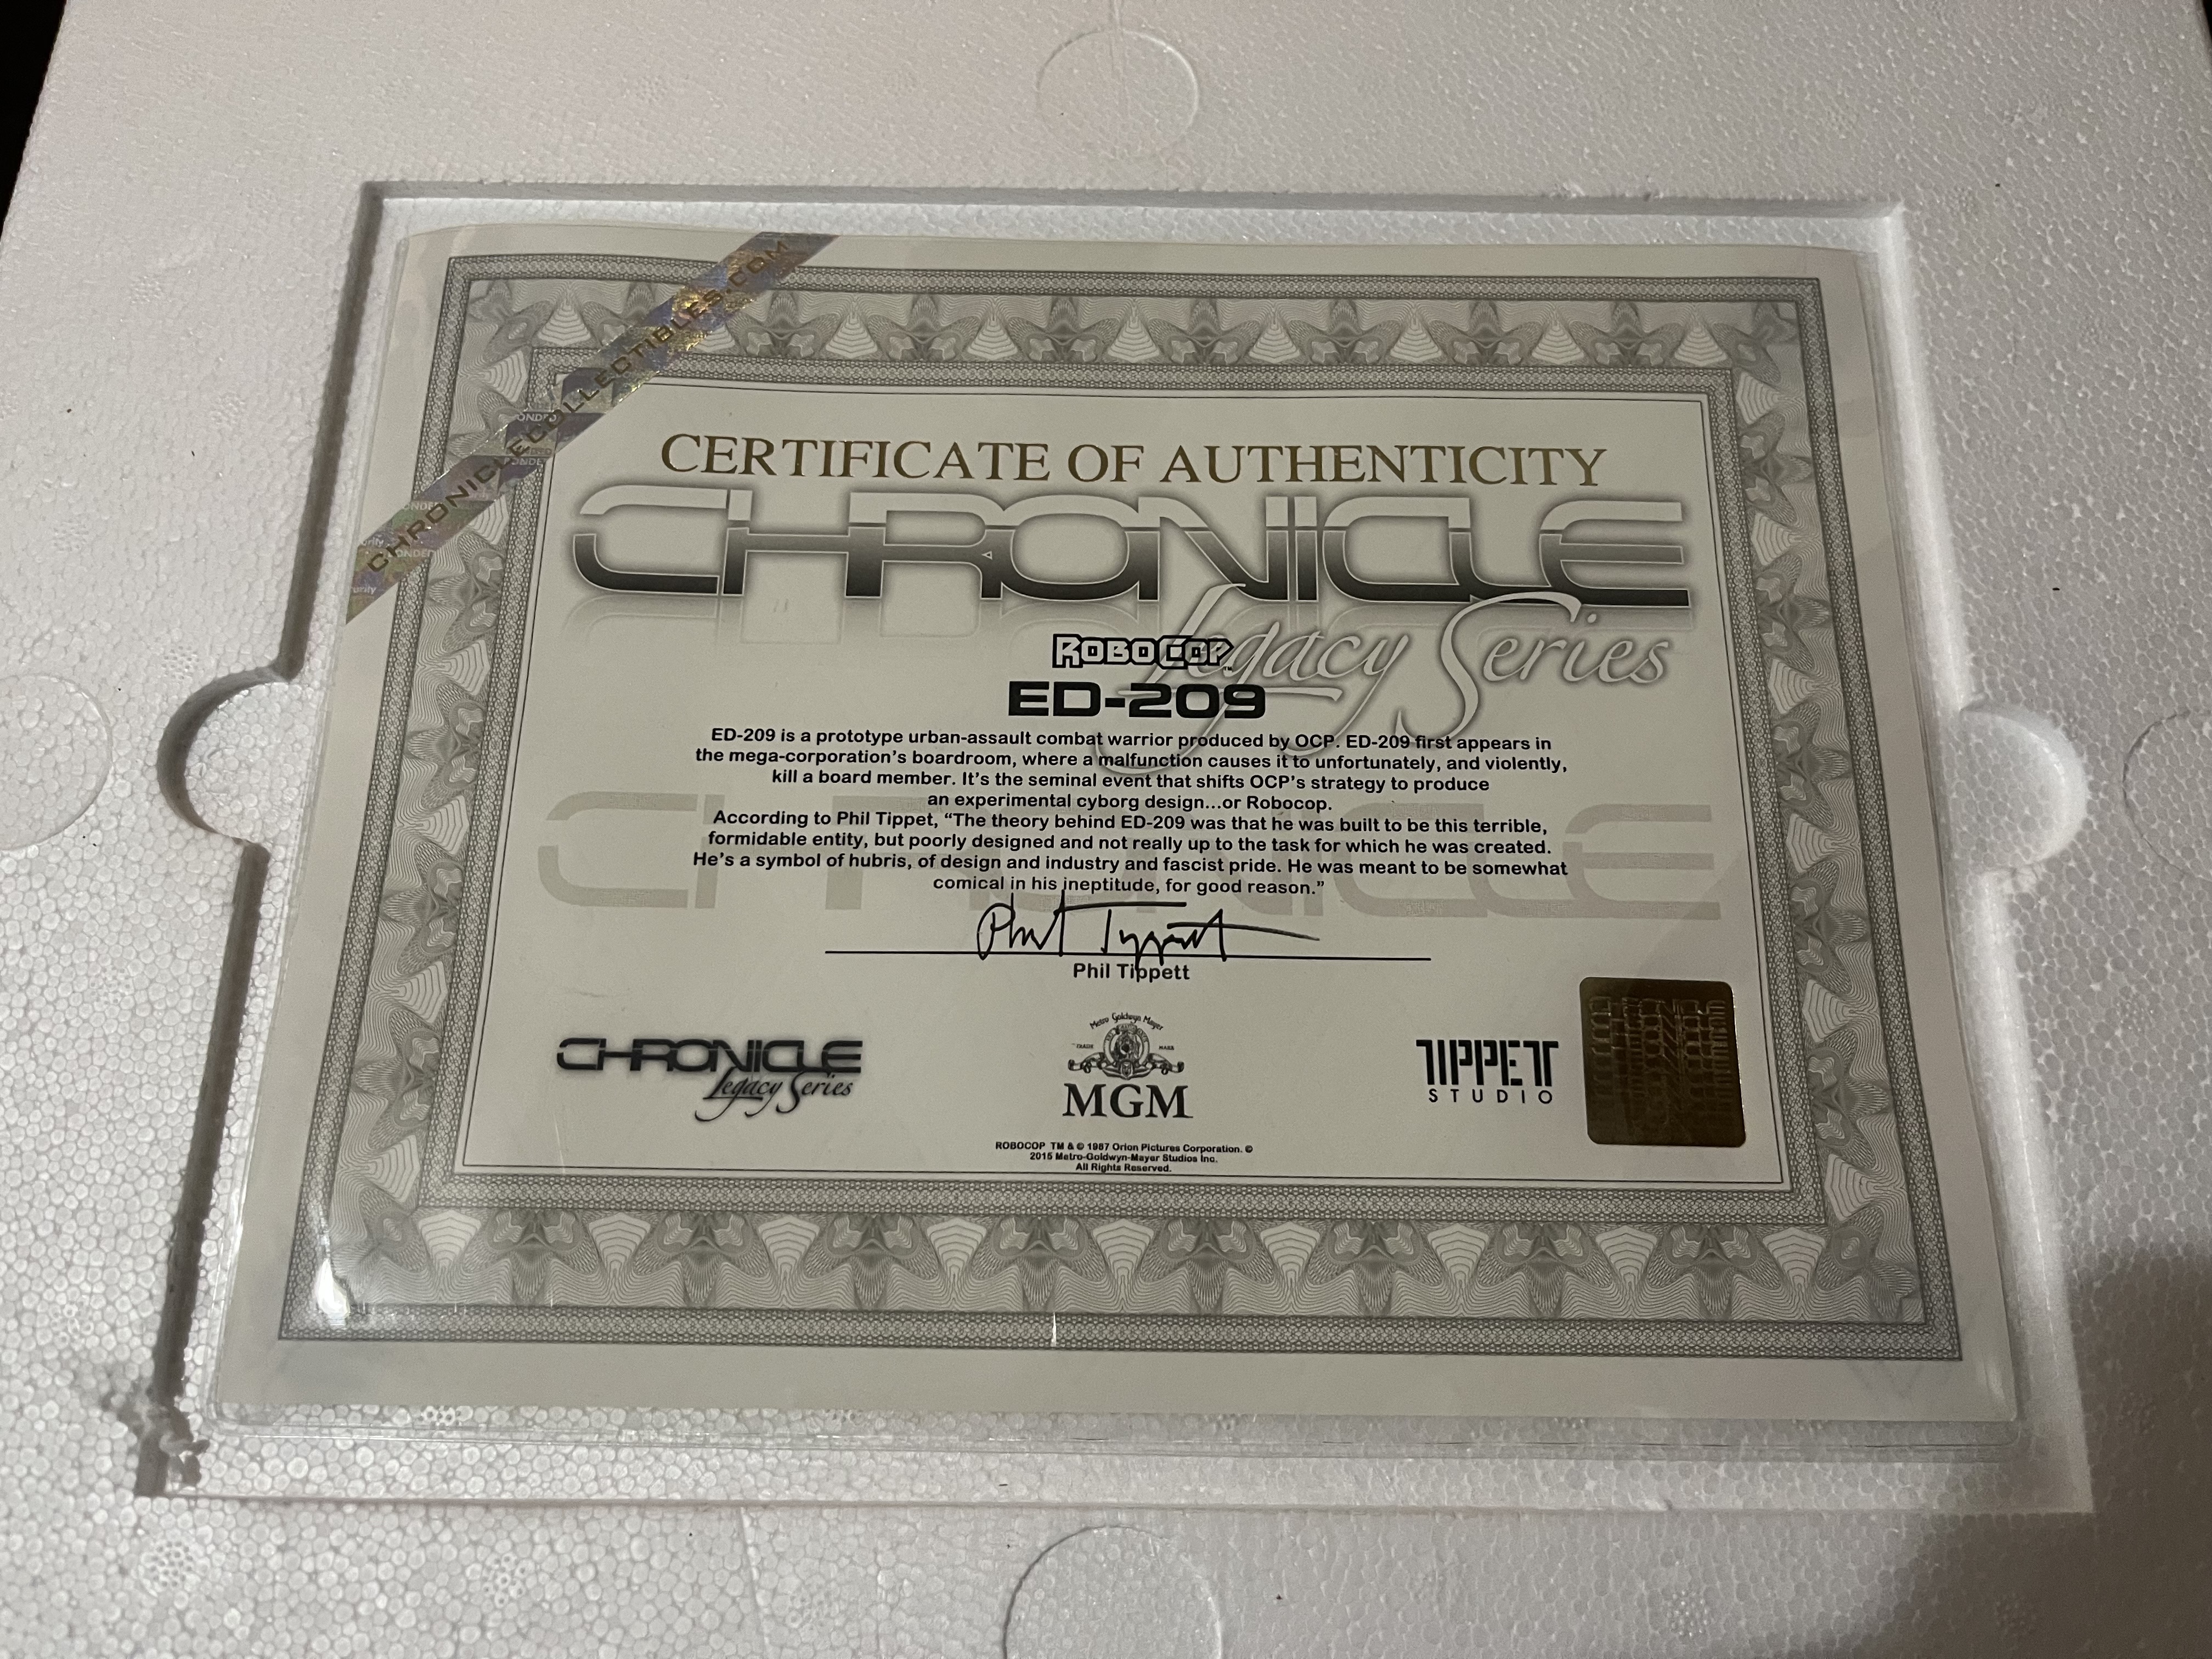 CHRONICLECOLLECTIBLES.COM
CERTIFICATE OF AUTHENTICITY
CHRONICLE
Legacy Series
ROBOCOP
ED-209
ED-209 is a prototype urban-assault combat warrior produced by OCP. ED-209 first appears in
the mega-corporation's boardroom, where a malfunction causes it to unfortunately, and violently,
kill a board member. It's the seminal event that shifts OCP's strategy to produce
an experimental cyborg design...or Robocop.
According to Phil Tippet, “The theory behind ED-209 was that he was built to be this terrible,
formidable entity, but poorly designed and not really up to the task for which he was created.
He's a symbol of hubris, of design and industry and fascist pride. He was meant to be somewhat
comical in his ineptitude, for good reason.”
CHRONICLE
Phil Tippett
Phil Tippett
CHRONICLE
Legacy Series
Metro Goldwyn Mayer
TRADE MARK
MGM
TIPPETT
STUDIO
ROBOCOP TM & © 1987 Orion Pictures Corporation. ©
2015 Metro-Goldwyn-Mayer Studios Inc.
All Rights Reserved.